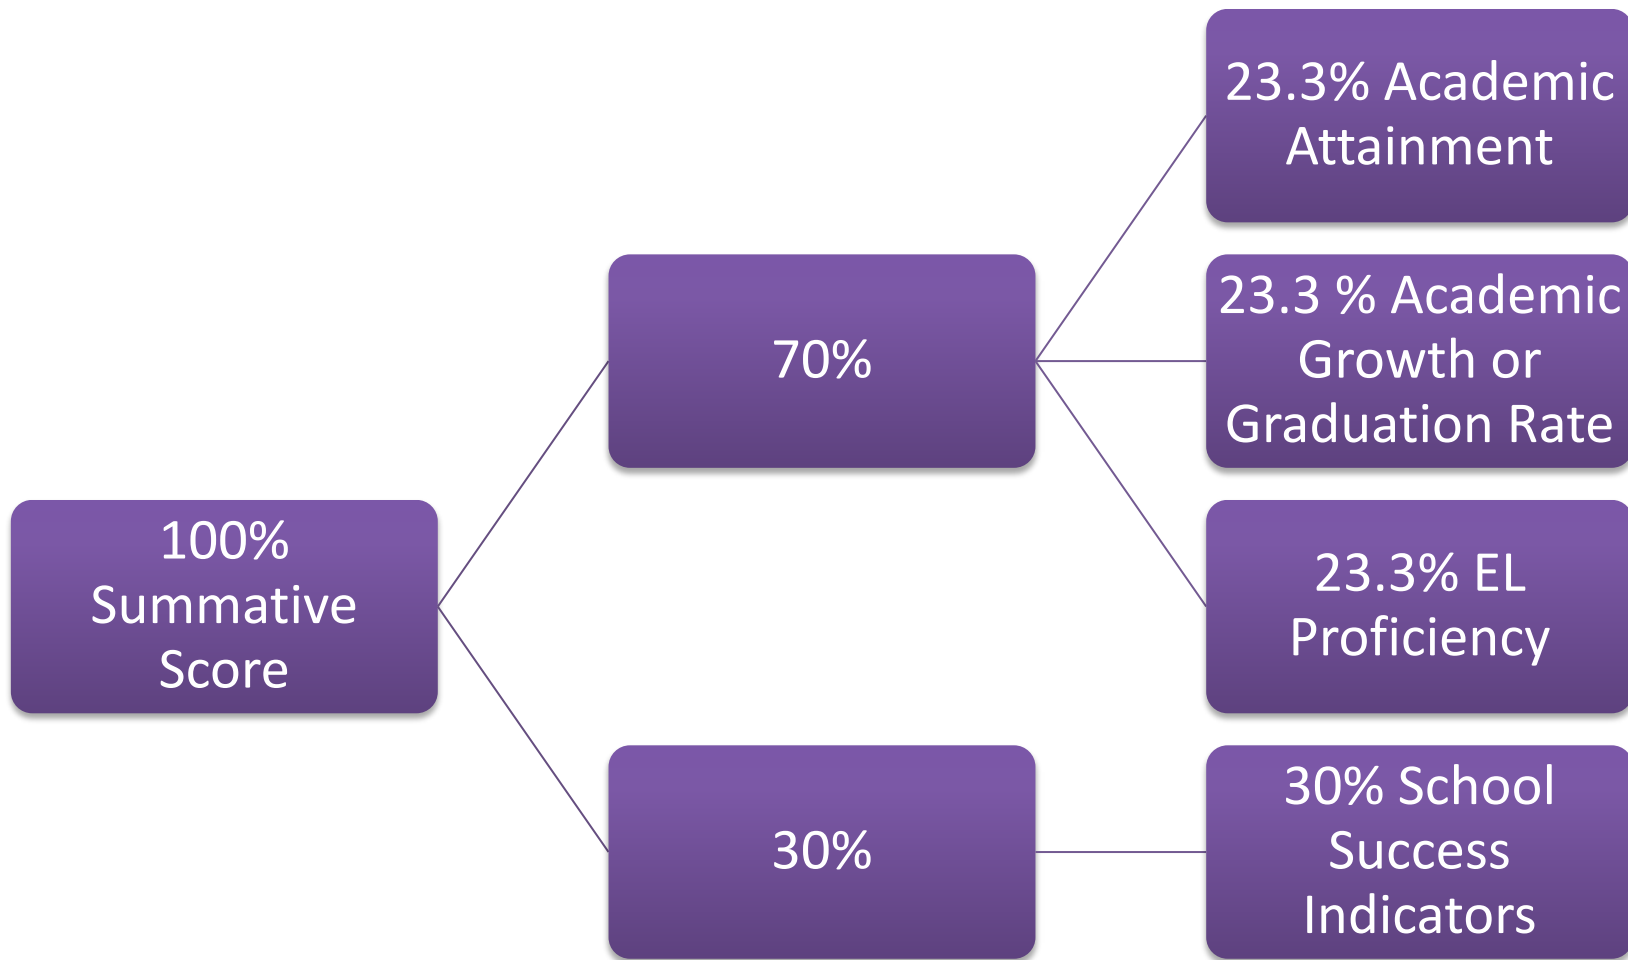 100%
Summative
Score
70%
30%
23.3% Academic
Attainment
23.3 % Academic
Growth or
Graduation Rate
23.3% EL
Proficiency
30% School
Success
Indicators